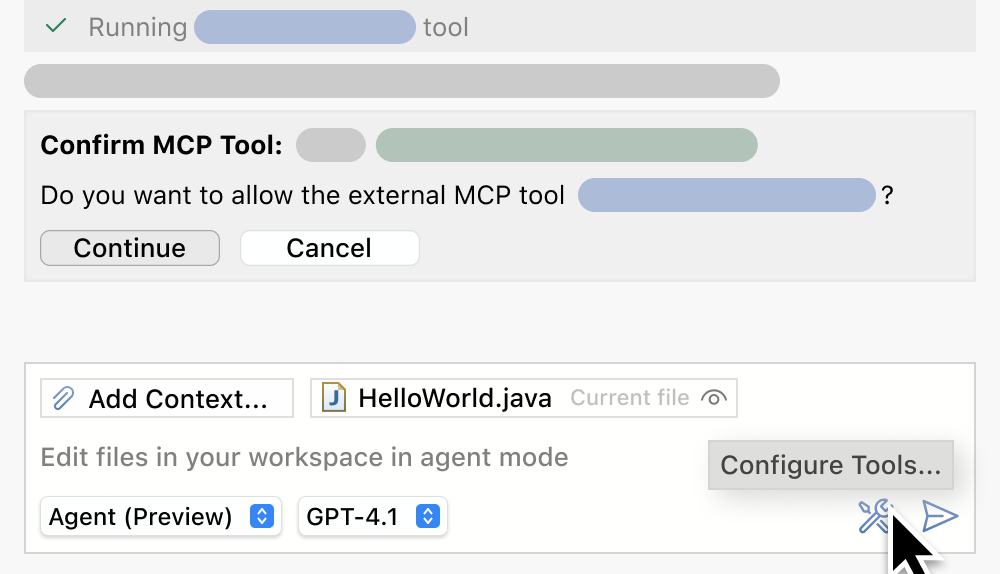 Running tool
Confirm MCP Tool:
Do you want to allow the external MCP tool ?
Continue Cancel
Add Context... J HelloWorld.java Current file
Edit files in your workspace in agent mode
Configure Tools...
Agent (Preview) GPT-4.1